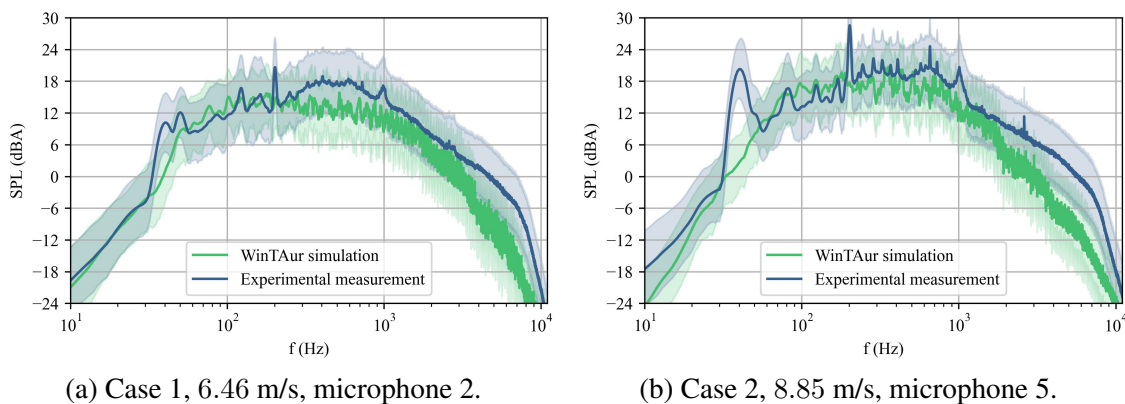 30
24
18
12
6
0
−6
−12
−18
−24
SPL (dBA)
WinTAur simulation
Experimental measurement
10^1
10^2
10^3
10^4
f (Hz)
(a) Case 1, 6.46 m/s, microphone 2.
30
24
18
12
6
0
−6
−12
−18
−24
SPL (dBA)
WinTAur simulation
Experimental measurement
10^1
10^2
10^3
10^4
f (Hz)
(b) Case 2, 8.85 m/s, microphone 5.